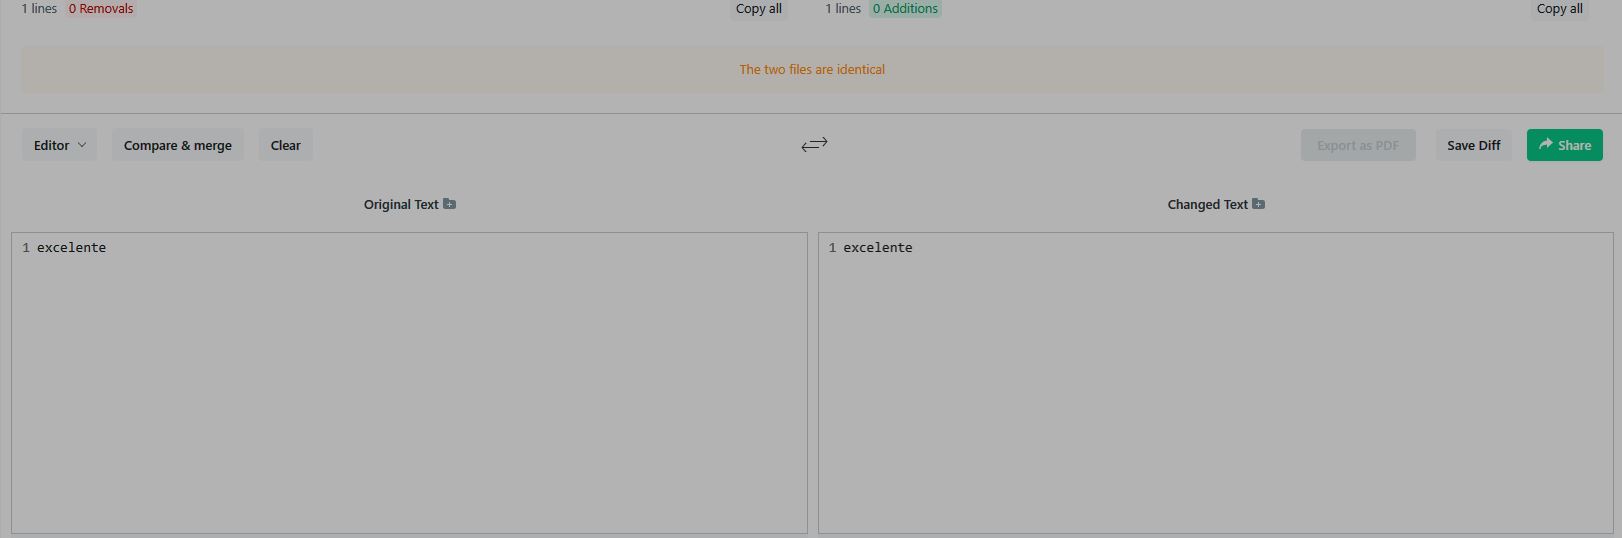 1 lines 0 Removals Copy all 1 lines 0 Additions Copy all
The two files are identical
Editor Compare & merge Clear Export as PDF Save Diff Share
Original Text Changed Text
1 excelente 1 excelente